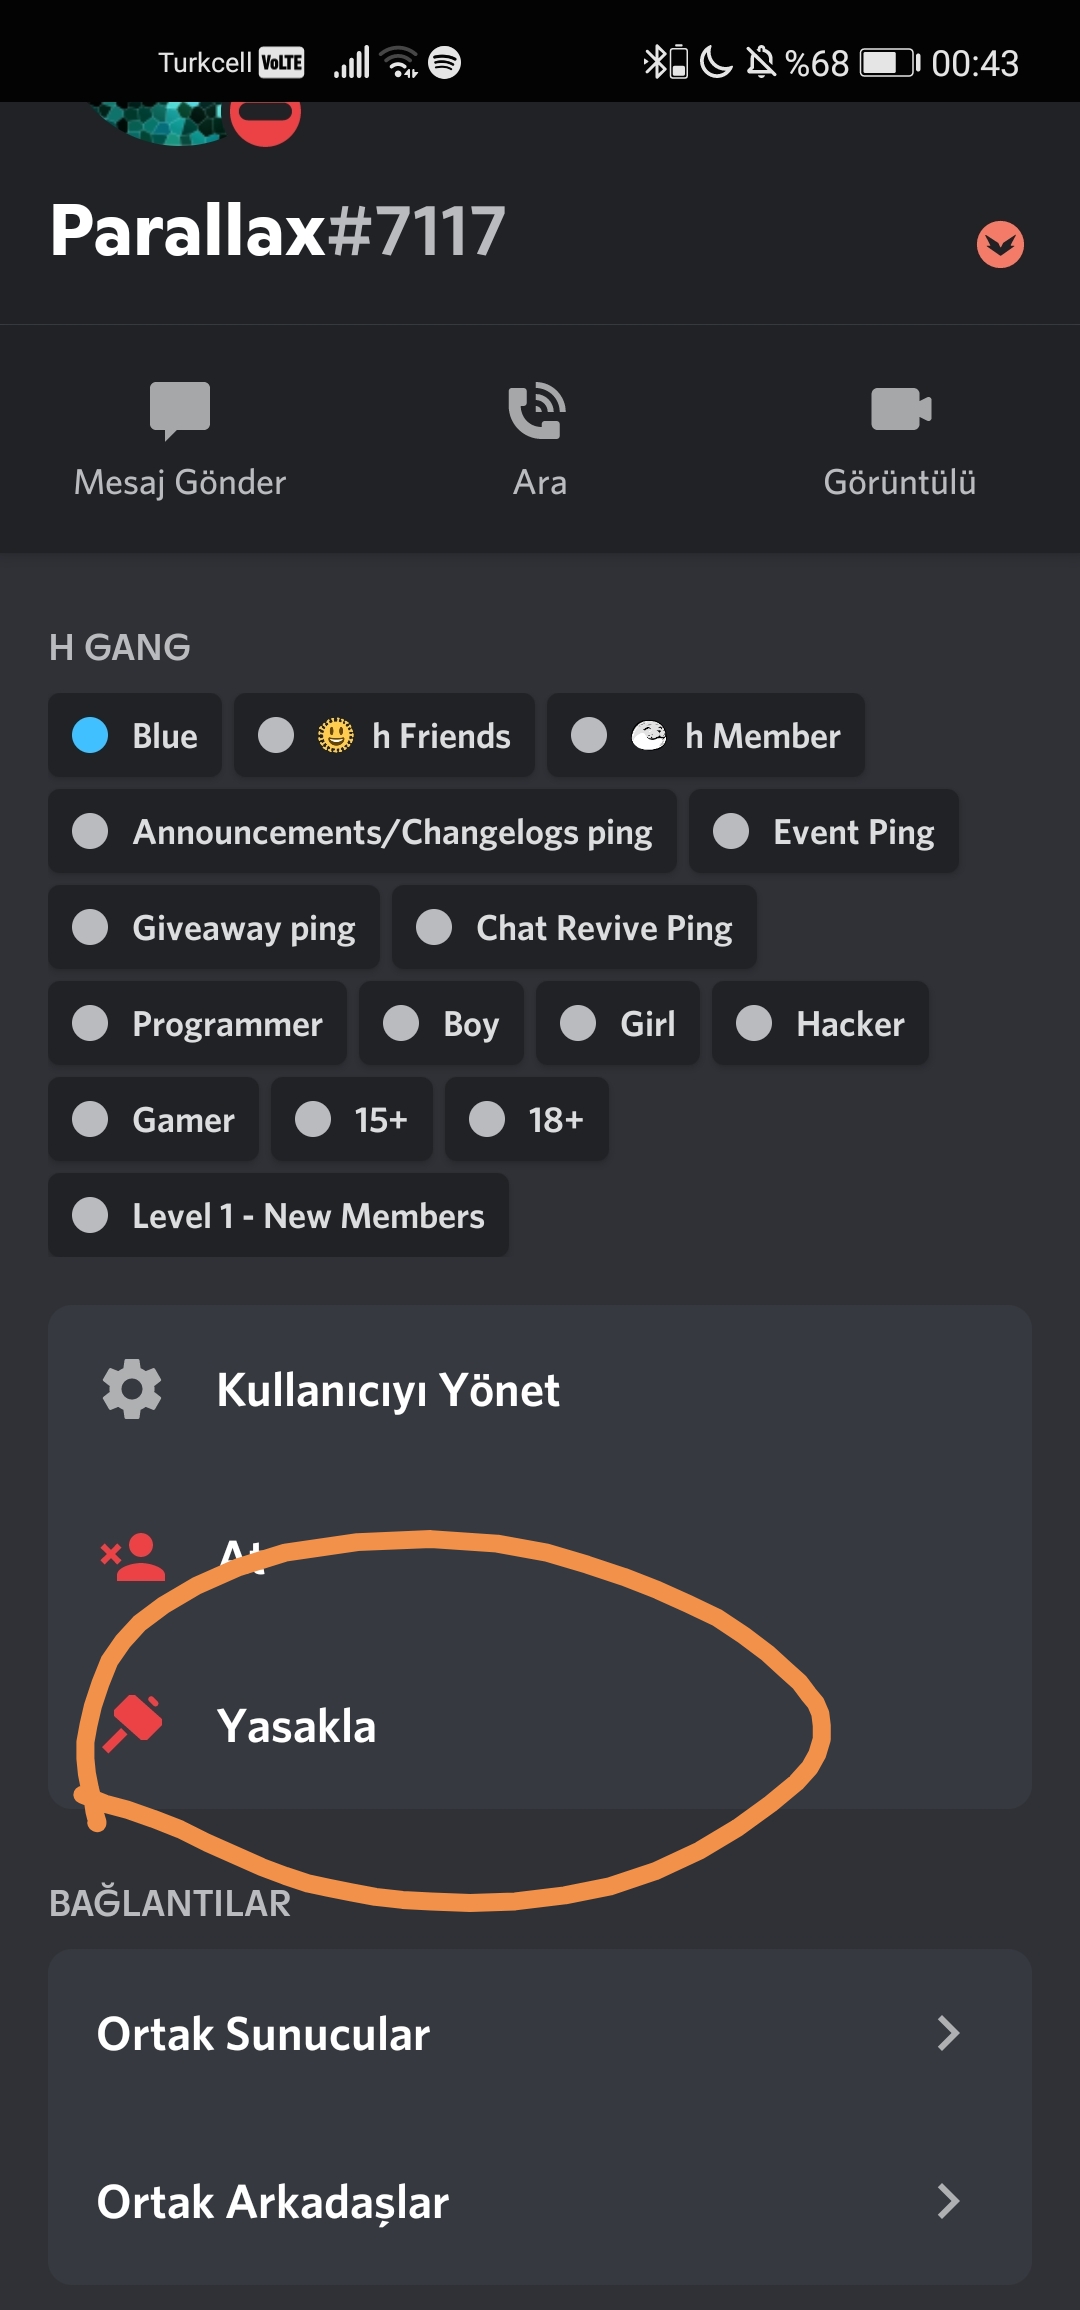 Turkcell VoLTE %68 00:43
Parallax#7117
Mesaj Gönder Ara Görüntülü
H GANG
Blue h Friends h Member
Announcements/Changelogs ping Event Ping
Giveaway ping Chat Revive Ping
Programmer Boy Girl Hacker
Gamer 15+ 18+
Level 1 - New Members
Kullanıcıyı Yönet
At
Yasakla
BAĞLANTILAR
Ortak Sunucular
Ortak Arkadaşlar